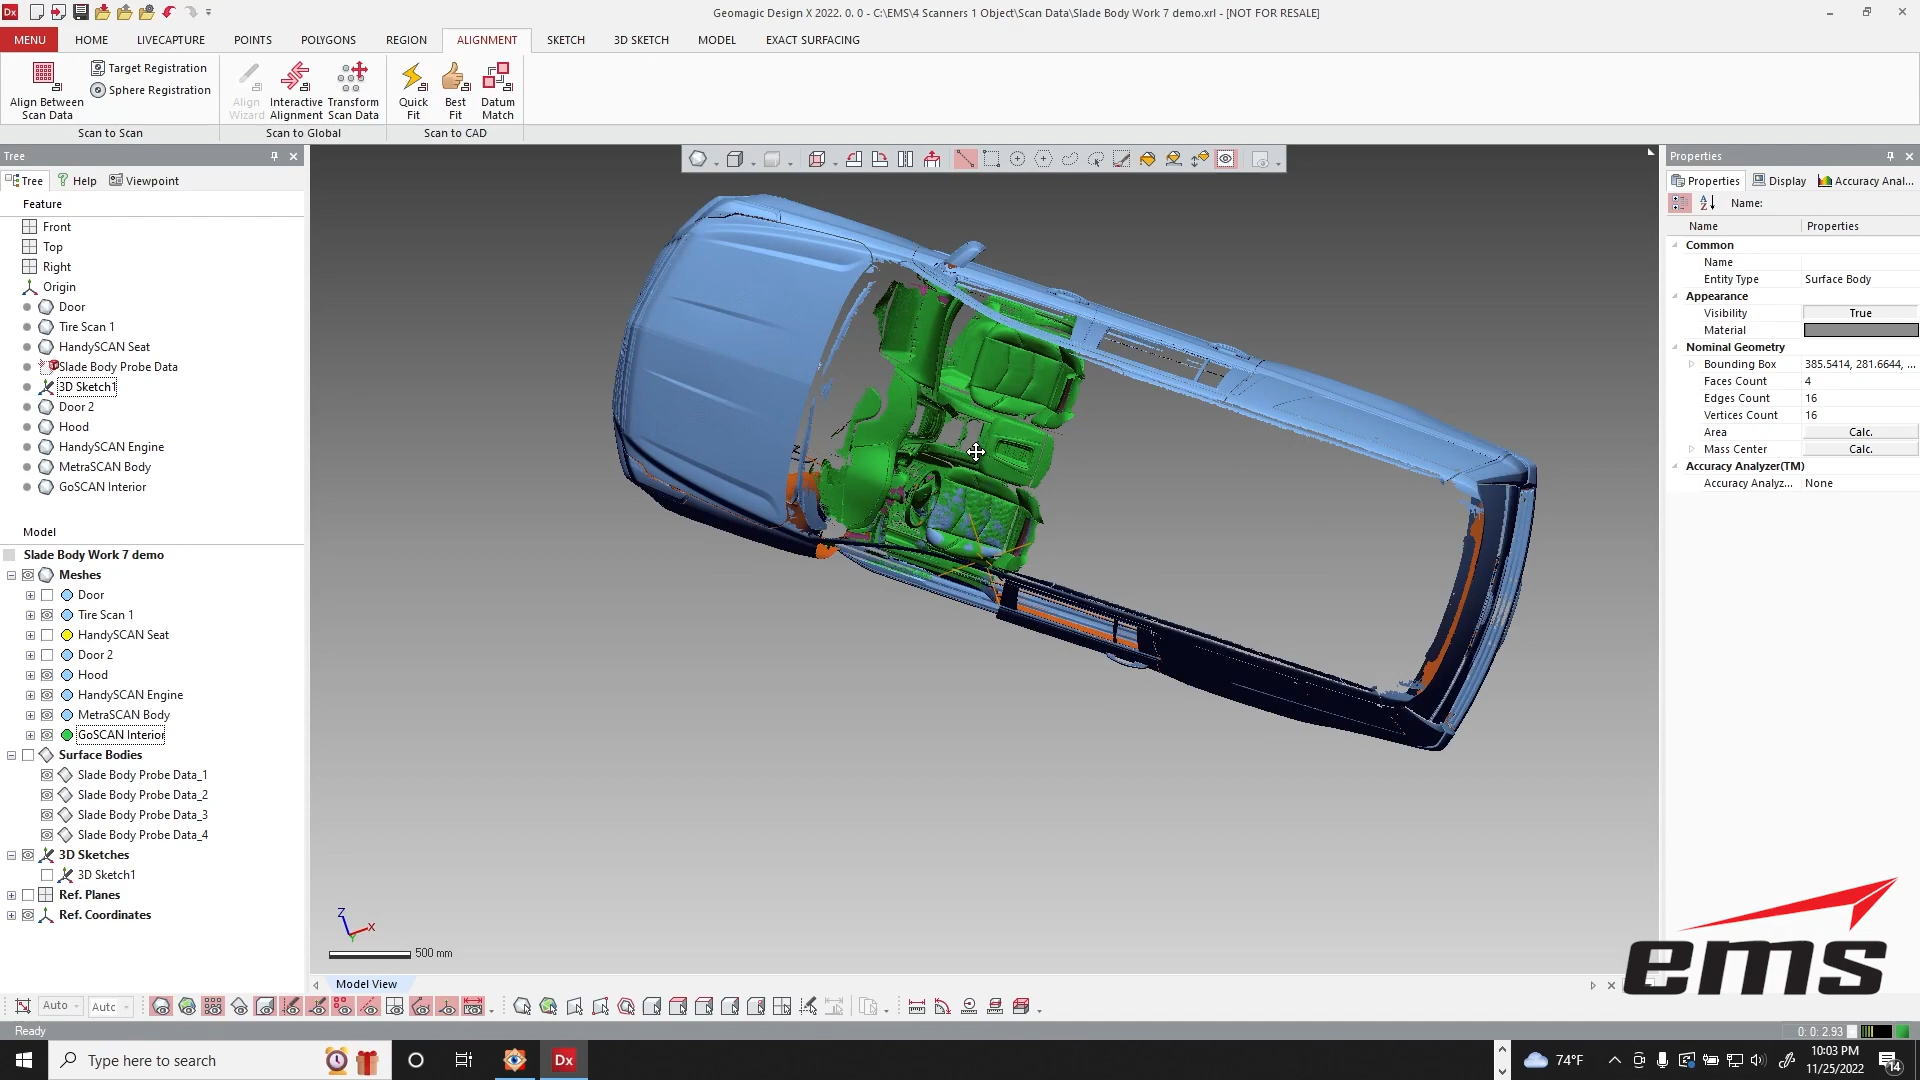 Dx
Geomagic Design X 2022. 0. 0 - C:\EMS\4 Scanners 1 Object\Scan Data\Slade Body Work 7 demo.xrl - [NOT FOR RESALE]
MENU HOME LIVECAPTURE POINTS POLYGONS REGION ALIGNMENT SKETCH 3D SKETCH MODEL EXACT SURFACING
Align Between Scan Data
Target Registration
Sphere Registration
Align Wizard
Interactive Alignment
Transform Scan Data
Quick Fit
Best Fit
Datum Match
Scan to Scan
Scan to Global
Scan to CAD
Tree
Tree Help Viewpoint
Feature
Front
Top
Right
Origin
Door
Tire Scan 1
HandySCAN Seat
Slade Body Probe Data
3D Sketch1
Door 2
Hood
HandySCAN Engine
MetraSCAN Body
GoSCAN Interior
Model
Slade Body Work 7 demo
Meshes
Door
Tire Scan 1
HandySCAN Seat
Door 2
Hood
HandySCAN Engine
MetraSCAN Body
GoSCAN Interior
Surface Bodies
Slade Body Probe Data_1
Slade Body Probe Data_2
Slade Body Probe Data_3
Slade Body Probe Data_4
3D Sketches
3D Sketch1
Ref. Planes
Ref. Coordinates
Z
X
Y
500 mm
Model View
Properties
Properties Display Accuracy Anal...
Name:
Name Properties
Common
Name
Entity Type Surface Body
Appearance
Visibility True
Material
Nominal Geometry
Bounding Box 385.5414, 281.6644, ...
Faces Count 4
Edges Count 16
Vertices Count 16
Area Calc.
Mass Center Calc.
Accuracy Analyzer(TM)
Accuracy Analyz... None
ems
Auto
Autc
Ready
0: 0: 2.93
Type here to search
Dx
74°F
10:03 PM
11/25/2022
14